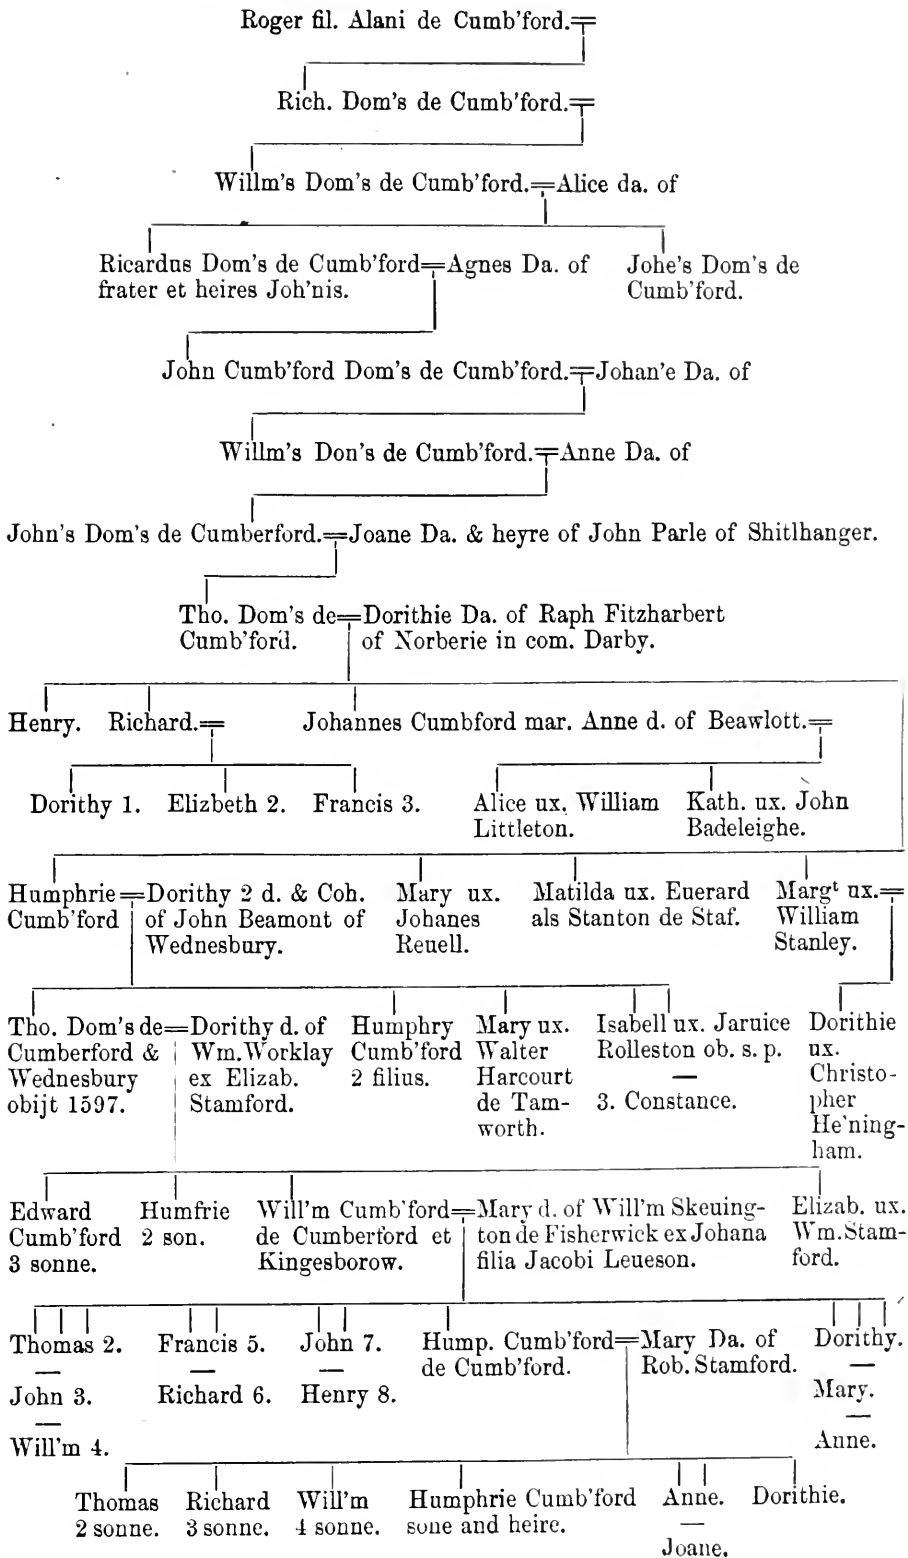 Roger fil. Alani de Cumb'ford.
Rich. Dom's de Cumb'ford.
Willm's Dom's de Cumb'ford.=Alice da. of
Ricardus Dom's de Cumb'ford=Agnes Da. of
frater et heires Joh'nis.
Johe's Dom's de
Cumb'ford.
John Cumb'ford Dom's de Cumb'ford.=Johan'e Da. of
Willm's Don's de Cumb'ford.=Anne Da. of
John's Dom's de Cumberford.=Joane Da. & heyre of John Parle of Shitlhanger.
Tho. Dom's de
Cumb'ford.
=Dorithie Da. of Raph Fitzharbert
of Norberie in com. Darby.
Henry.
Richard.=
Johannes Cumbford mar. Anne d. of Beawlott.=
Dorithy 1.
Elizbeth 2.
Francis 3.
Alice ux. William
Littleton.
Kath. ux. John
Badeleighe.
Humphrie
Cumb'ford
=Dorithy 2 d. & Coh.
of John Beamont of
Wednesbury.
Mary ux.
Johanes
Reuell.
Matilda ux. Euerard
als Stanton de Staf.
Margt ux.=
William
Stanley.
Tho. Dom's de
Cumberford &
Wednesbury
obijt 1597.
=Dorithy d. of
Wm. Worklay
ex Elizab.
Stamford.
Humphry
Cumb'ford
2 filius.
Mary ux.
Walter
Harcourt
de Tam-
worth.
Isabell ux. Jaruice
Rolleston ob. s. p.
—
3. Constance.
Dorithie
ux.
Christo-
pher
He'ning-
ham.
Edward
Cumb'ford
3 sonne.
Humfrie
2 son.
Will'm Cumb'ford
de Cumberford et
Kingesborow.
=Mary d. of Will'm Skeuing-
ton de Fisherwick ex Johana
filia Jacobi Leueson.
Elizab. ux.
Wm. Stam-
ford.
Thomas 2.
—
John 3.
—
Will'm 4.
Francis 5.
—
Richard 6.
John 7.
—
Henry 8.
Hump. Cumb'ford
de Cumb'ford.
=Mary Da. of
Rob. Stamford.
Dorithy.
—
Mary.
—
Anne.
Thomas
2 sonne.
Richard
3 sonne.
Will'm
4 sonne.
Humphrie Cumb'ford
sone and heire.
Anne.
—
Joane.
Dorithie.